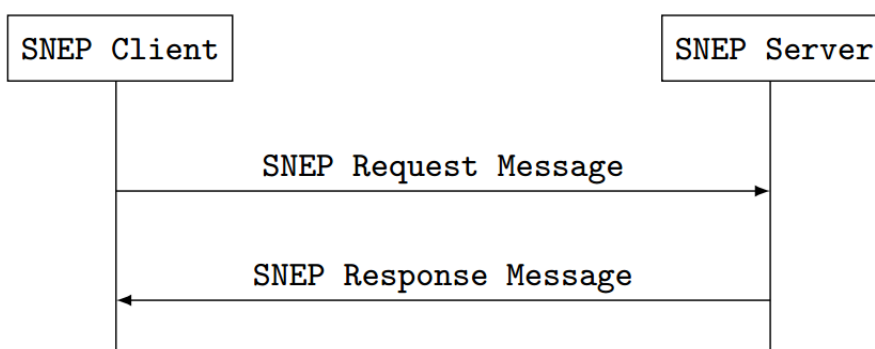 SNEP Client
SNEP Server
SNEP Request Message
SNEP Response Message